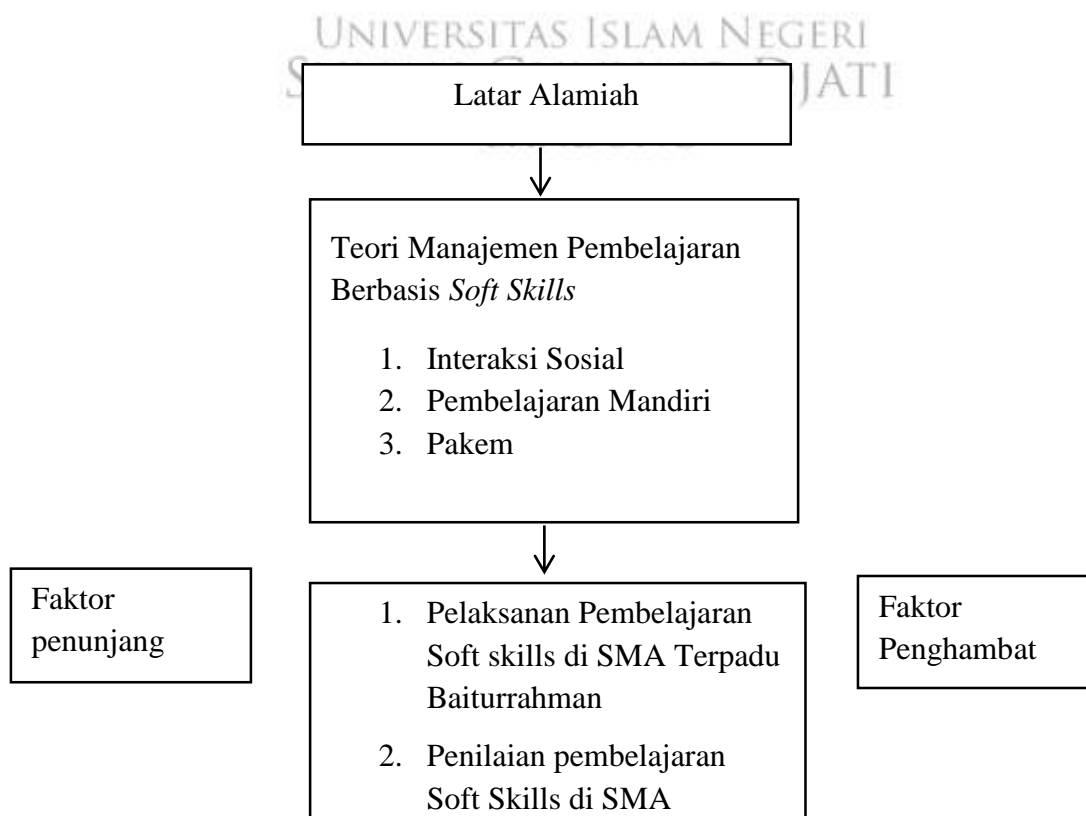 UNIVERSITAS ISLAM NEGERI
DJATI
Latar Alamiah
Teori Manajemen Pembelajaran
Berbasis Soft Skills
1. Interaksi Sosial
2. Pembelajaran Mandiri
3. Pakem
Faktor
penunjang
1. Pelaksanan Pembelajaran
Soft skills di SMA Terpadu
Baiturrahman
2. Penilaian pembelajaran
Soft Skills di SMA
Faktor
Penghambat